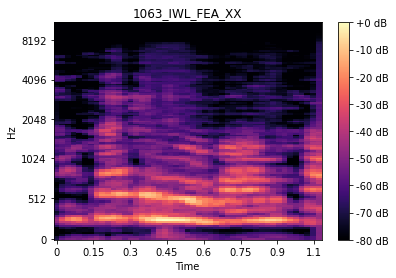 1063_IWL_FEA_XX
Hz
8192
4096
2048
1024
512
0
0
0.15
0.3
0.45
0.6
0.75
0.9
1.1
Time
+0 dB
-10 dB
-20 dB
-30 dB
-40 dB
-50 dB
-60 dB
-70 dB
-80 dB